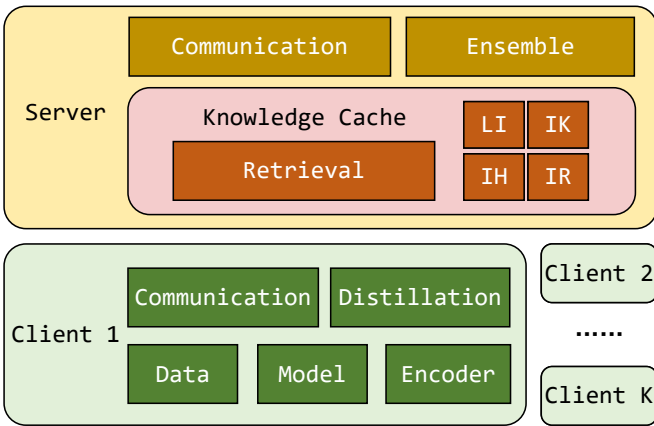 Communication
Ensemble
Server
Knowledge Cache
LI
IK
Retrieval
IH
IR
Client 1
Communication
Distillation
Data
Model
Encoder
Client 2
......
Client K